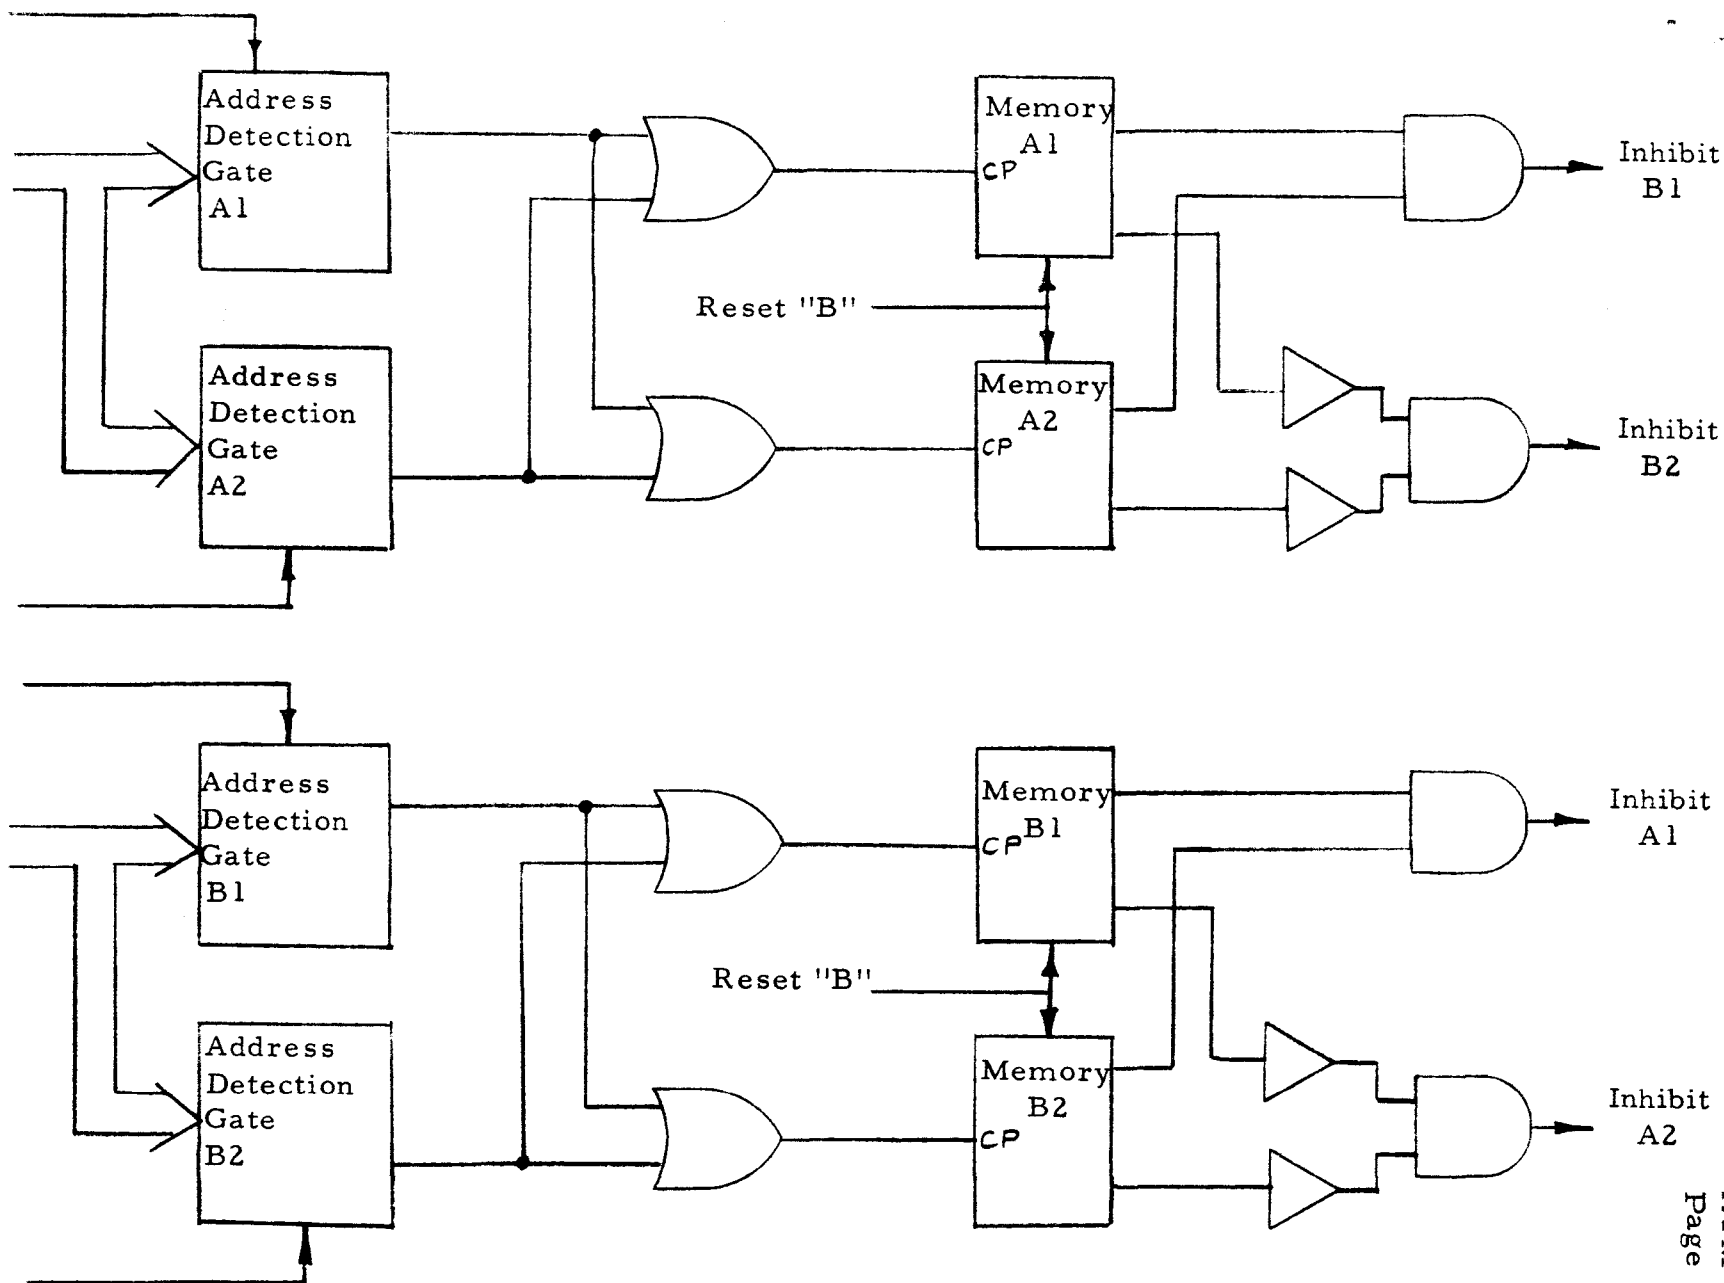 Address
Detection
Gate
A1
Memory
A1
CP
Inhibit
B1
Reset "B"
Address
Detection
Gate
A2
Memory
A2
CP
Inhibit
B2
Address
Detection
Gate
B1
Memory
B1
CP
Inhibit
A1
Reset "B"
Address
Detection
Gate
B2
Memory
B2
CP
Inhibit
A2
Page